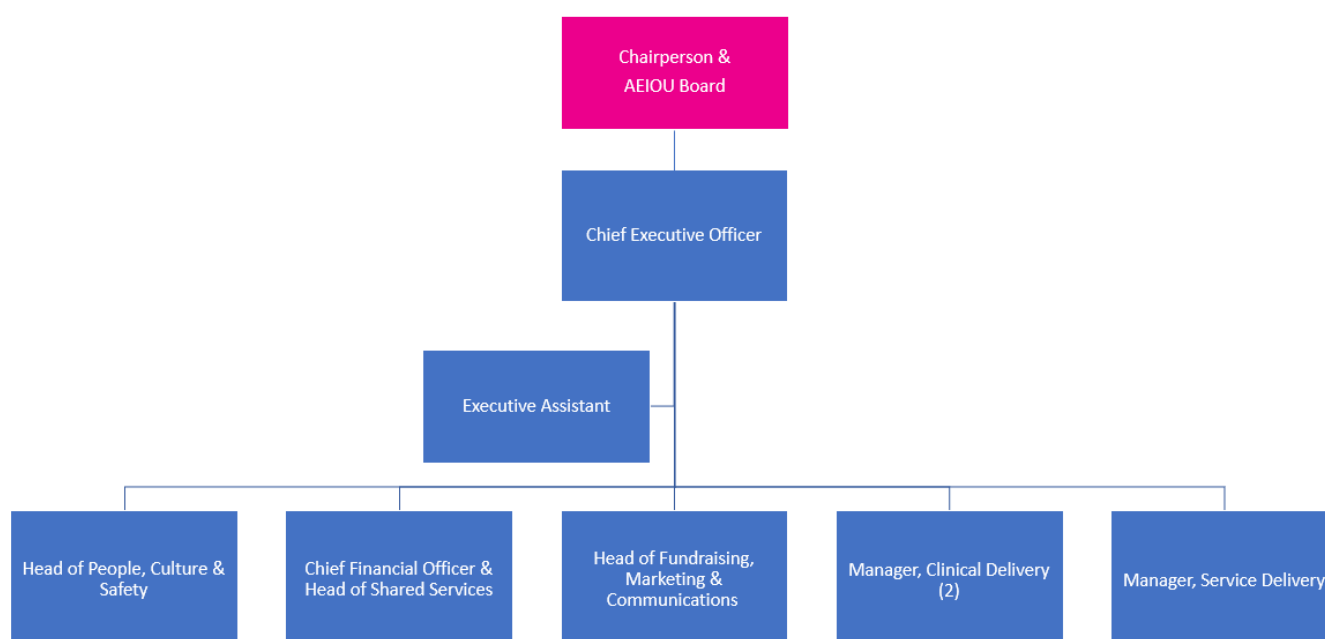 Chairperson &
AEIOU Board
Chief Executive Officer
Executive Assistant
Head of People, Culture &
Safety
Chief Financial Officer &
Head of Shared Services
Head of Fundraising,
Marketing &
Communications
Manager, Clinical Delivery
(2)
Manager, Service Delivery